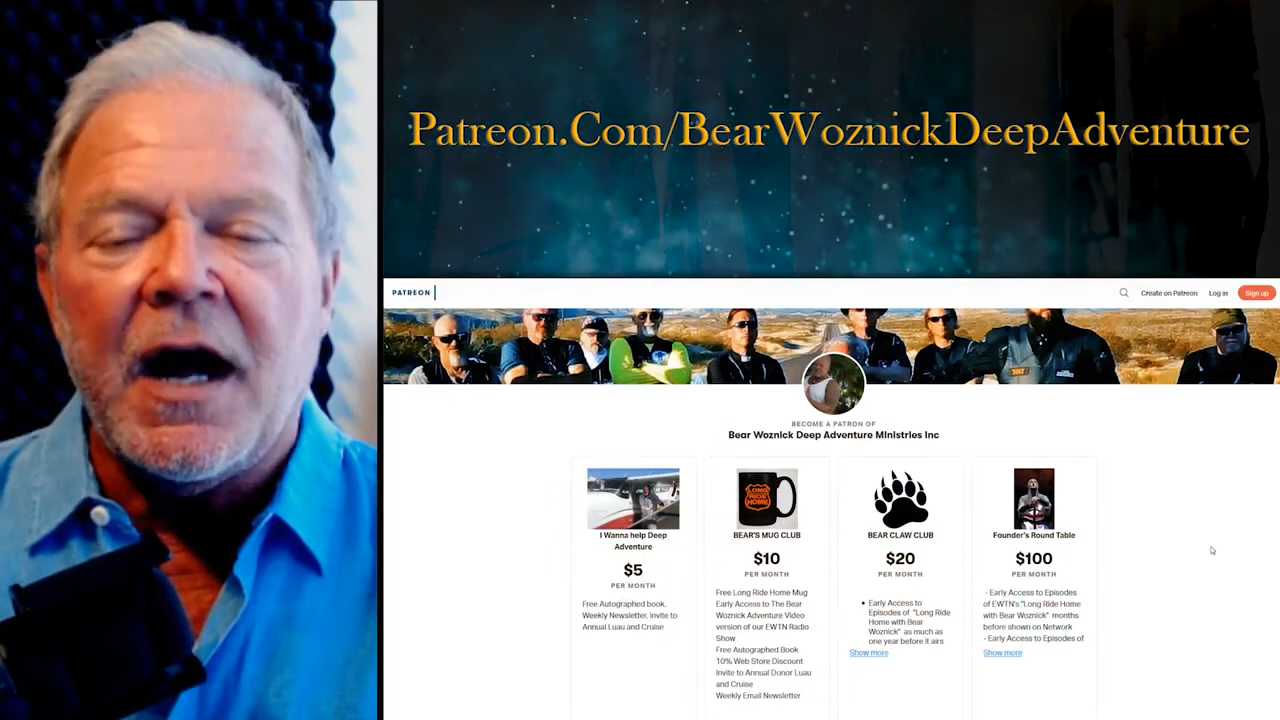 Patreon.Com/BearWoznickDeepAdventure
PATREON
Create on Patreon
Log in
Sign up
BECOME A PATRON OF
Bear Woznick Deep Adventure Ministries Inc
I Wanna help Deep
Adventure
$5
PER MONTH
Free Autographed book.
Weekly Newsletter, Invite to
Annual Luau and Cruise
LONG
RIDE
HOME
BEAR'S MUG CLUB
$10
PER MONTH
Free Long Ride Home Mug
Early Access to The Bear
Woznick Adventure Video
version of our EWTN Radio
Show
Free Autographed Book
10% Web Store Discount
Invite to Annual Donor Luau
and Cruise
Weekly Email Newsletter
BEAR CLAW CLUB
$20
PER MONTH
• Early Access to
Episodes of "Long Ride
Home with Bear
Woznick" as much as
one year before it airs
Show more
Founder's Round Table
$100
PER MONTH
- Early Access to Episodes
of EWTN's "Long Ride Home
with Bear Woznick" months
before shown on Network
- Early Access to Episodes of
Show more